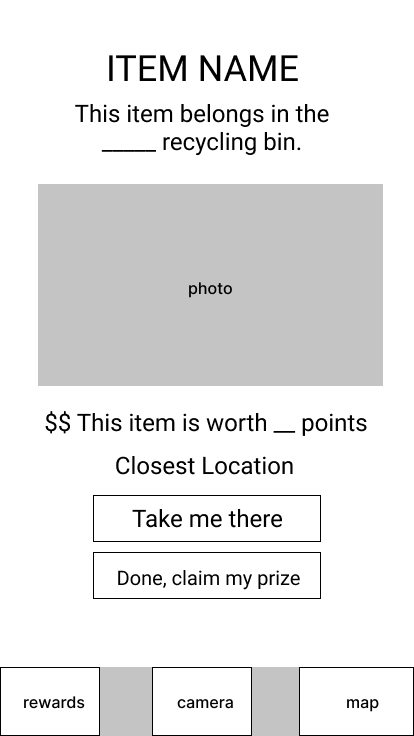 ITEM NAME
This item belongs in the
_____ recycling bin.
photo
$$ This item is worth __ points
Closest Location
Take me there
Done, claim my prize
rewards
camera
map